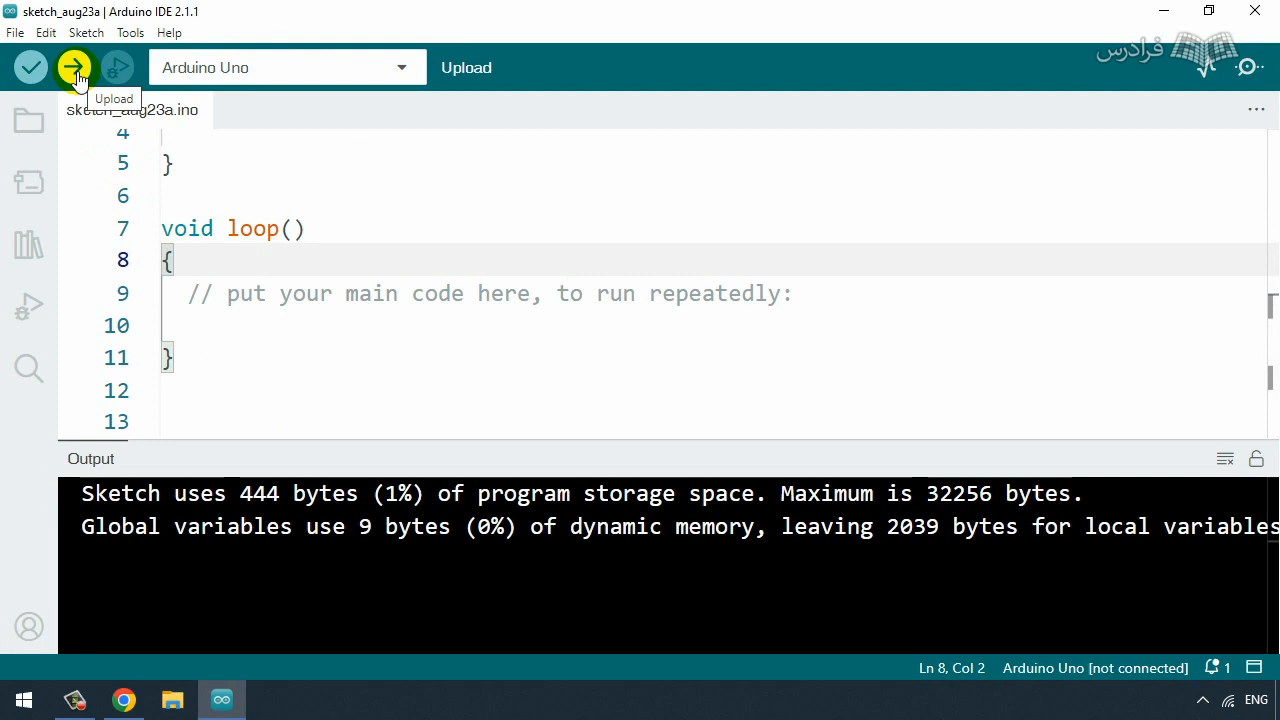 sketch_aug23a | Arduino IDE 2.1.1
File Edit Sketch Tools Help
Arduino Uno
Upload
فرادرس
Upload
sketch_aug23a.ino
4
5 }
6
7 void loop()
8 {
9 // put your main code here, to run repeatedly:
10
11 }
12
13
Output
Sketch uses 444 bytes (1%) of program storage space. Maximum is 32256 bytes.
Global variables use 9 bytes (0%) of dynamic memory, leaving 2039 bytes for local variables
Ln 8, Col 2 Arduino Uno [not connected] 1
ENG